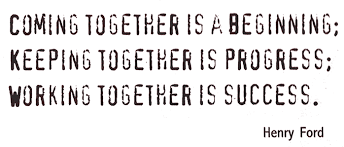 COMING TOGETHER IS A BEGINNING;
KEEPING TOGETHER IS PROGRESS;
WORKING TOGETHER IS SUCCESS.
Henry Ford